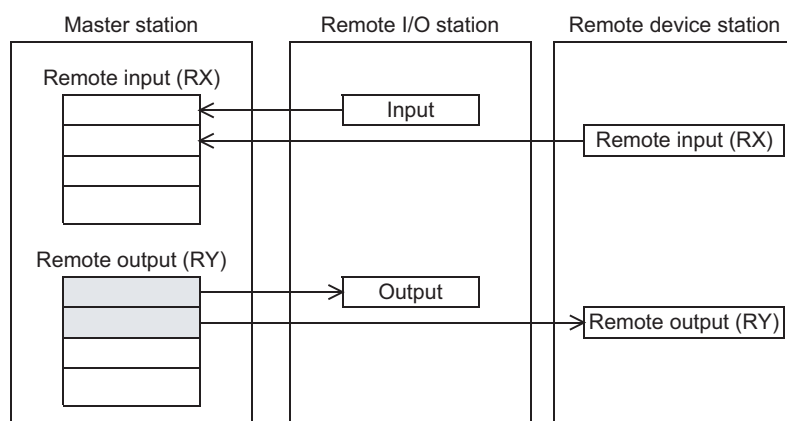 Master station
Remote I/O station
Remote device station
Remote input (RX)
Input
Remote input (RX)
Remote output (RY)
Output
Remote output (RY)